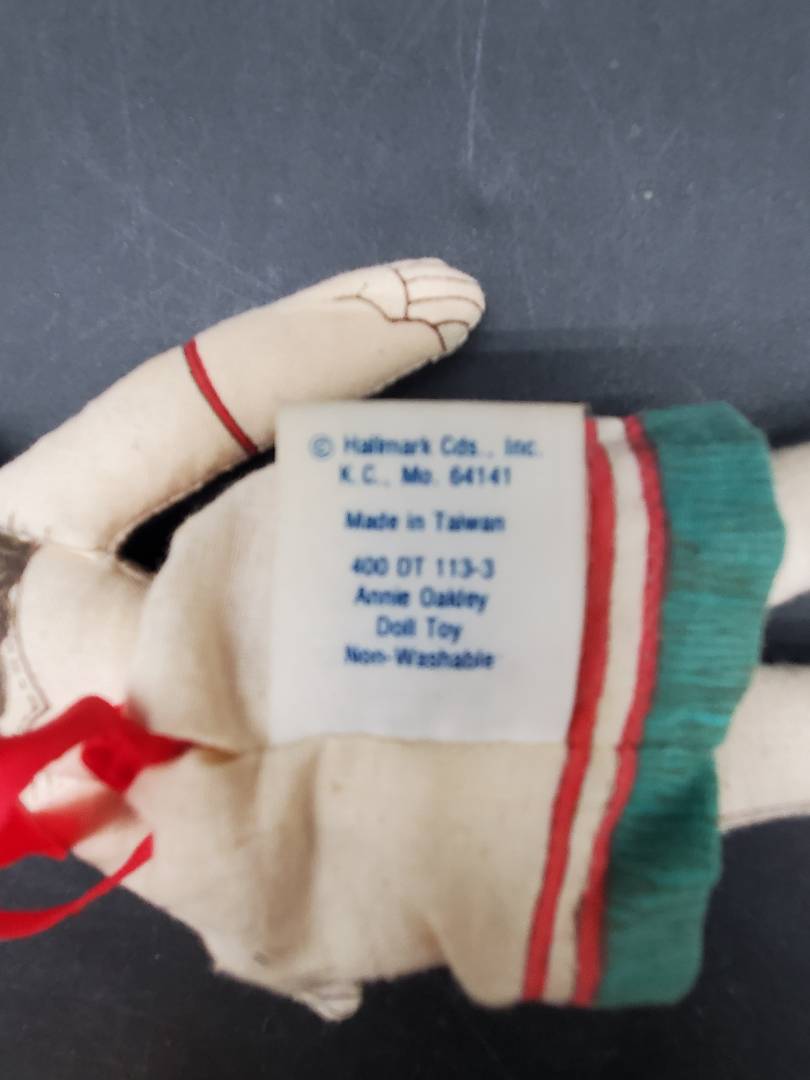 © Hallmark Cds., Inc.
K.C., Mo. 64141
Made in Taiwan
400 DT 113-3
Annie Oakley
Doll Toy
Non-Washable